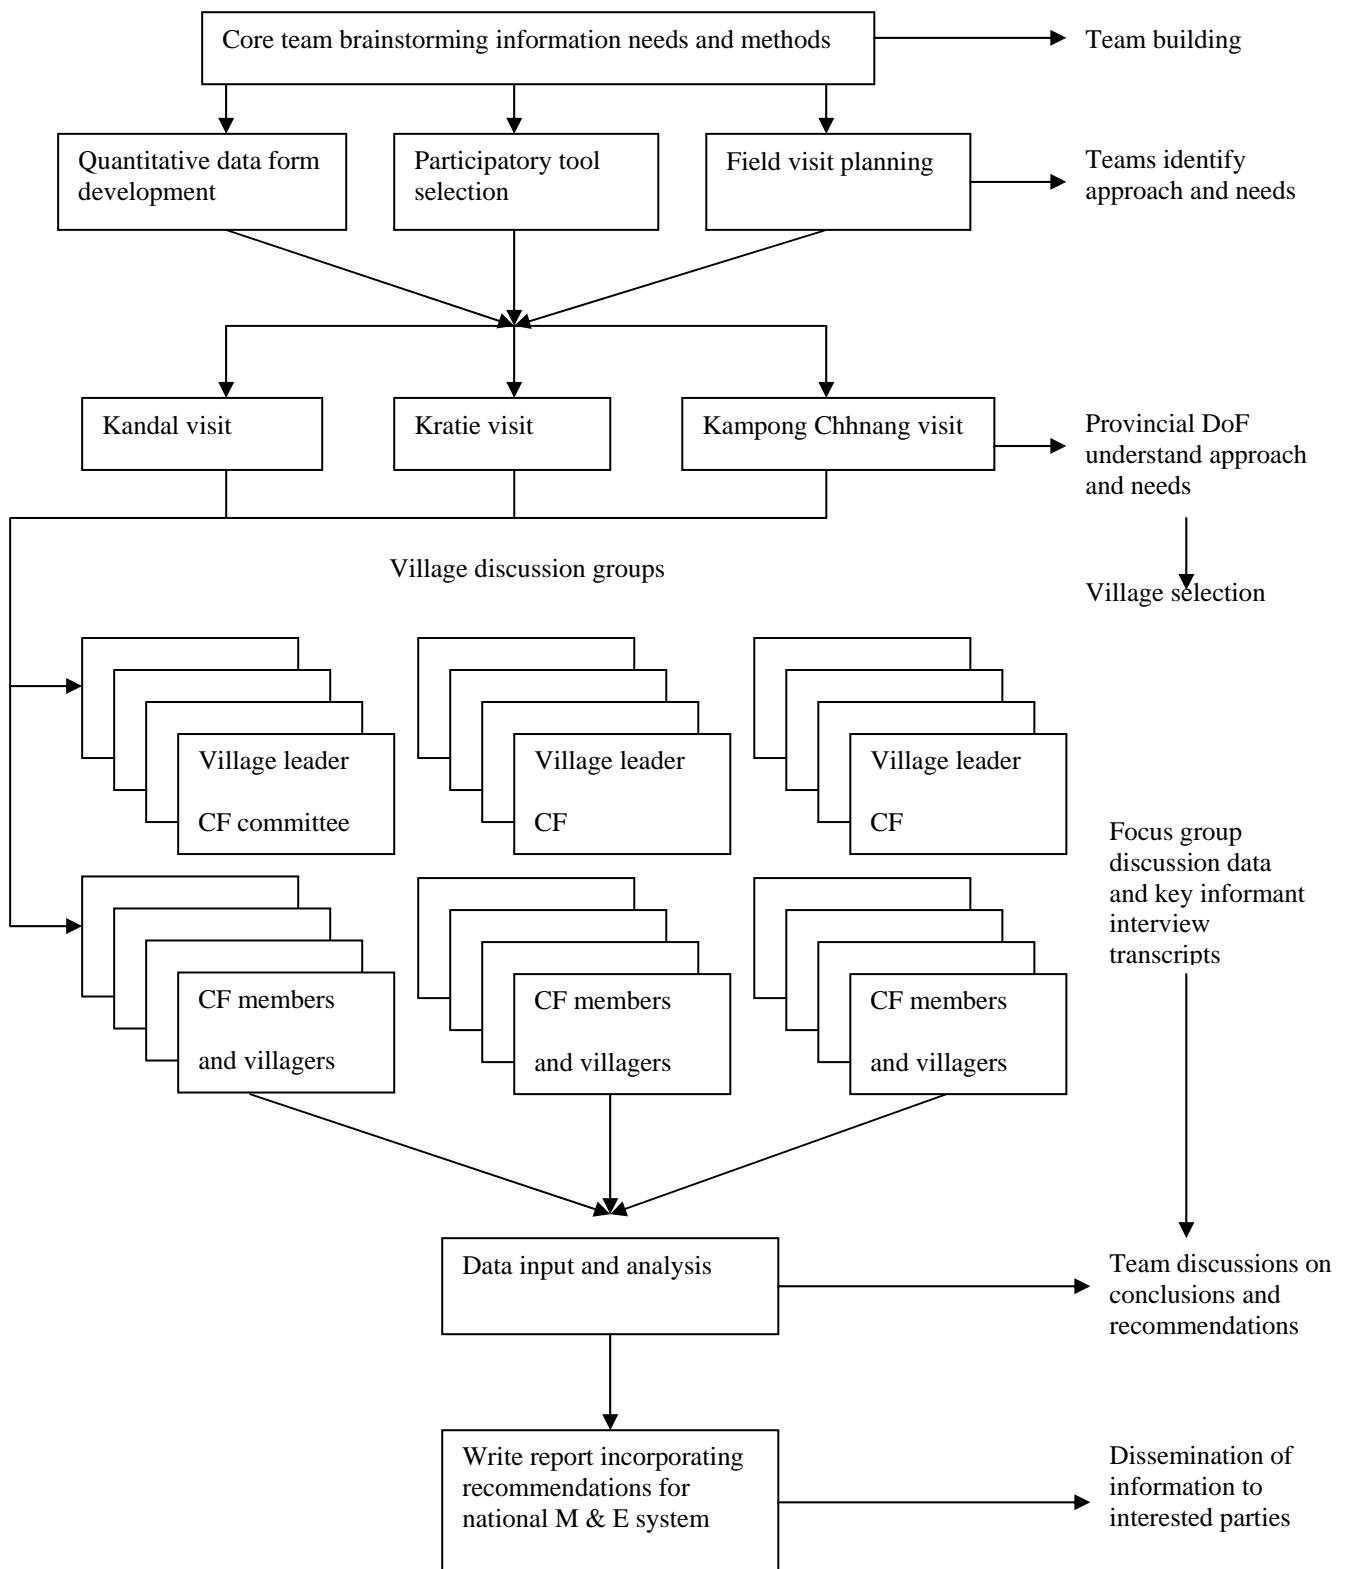 Core team brainstorming information needs and methods
Team building
Quantitative data form
development
Participatory tool
selection
Field visit planning
Teams identify
approach and needs
Kandal visit
Kratie visit
Kampong Chhnang visit
Provincial DoF
understand approach
and needs
Village discussion groups
Village selection
Village leader
CF committee
Village leader
CF
Village leader
CF
Focus group
discussion data
and key informant
interview
transcripts
CF members
and villagers
CF members
and villagers
CF members
and villagers
Data input and analysis
Team discussions on
conclusions and
recommendations
Write report incorporating
recommendations for
national M & E system
Dissemination of
information to
interested parties